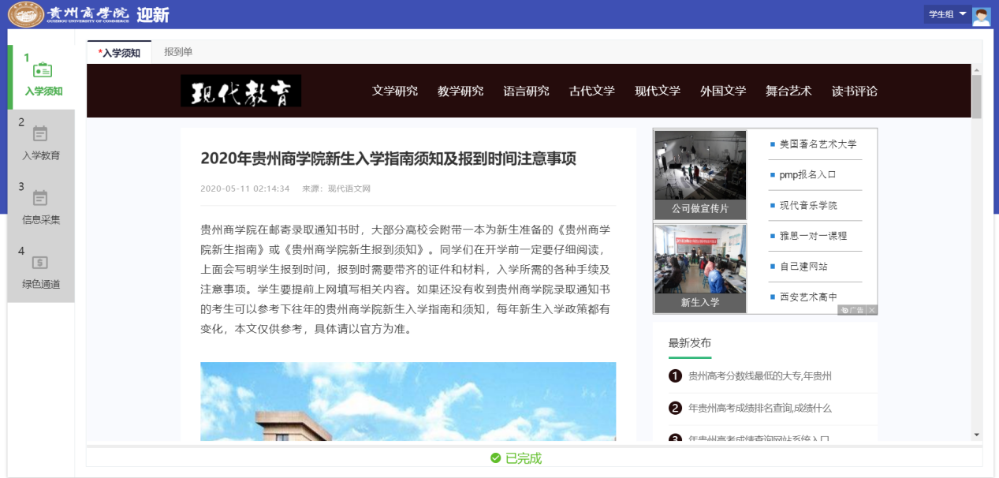 贵州商学院 迎新
GUIZHOU UNIVERSITY OF COMMERCE
学生组
1
入学须知
2
入学教育
3
信息采集
4
绿色通道
*入学须知 报到单
现代教育
文学研究 教学研究 语言研究 古代文学 现代文学 外国文学 舞台艺术 读书评论
2020年贵州商学院新生入学指南须知及报到时间注意事项
2020-05-11 02:14:34 来源：现代语文网
贵州商学院在邮寄录取通知书时，大部分高校会附带一本为新生准备的《贵州商学
院新生指南》或《贵州商学院新生报到须知》。同学们在开学前一定要仔细阅读，
上面会写明学生报到时间，报到时需要带齐的证件和材料，入学所需的各种手续及
注意事项。学生要提前上网填写相关内容。如果还没有收到贵州商学院录取通知书
的考生可以参考下往年的贵州商学院新生入学指南和须知，每年新生入学政策都有
变化，本文仅供参考，具体请以官方为准。
公司做宣传片
新生入学
美国著名艺术大学
pmp报名入口
现代音乐学院
雅思一对一课程
自己建网站
西安艺术高中
广告
最新发布
1 贵州高考分数线最低的大专,年贵州
2 年贵州高考成绩排名查询,成绩什么
3 年贵州高考成绩查询网站系统入口
已完成